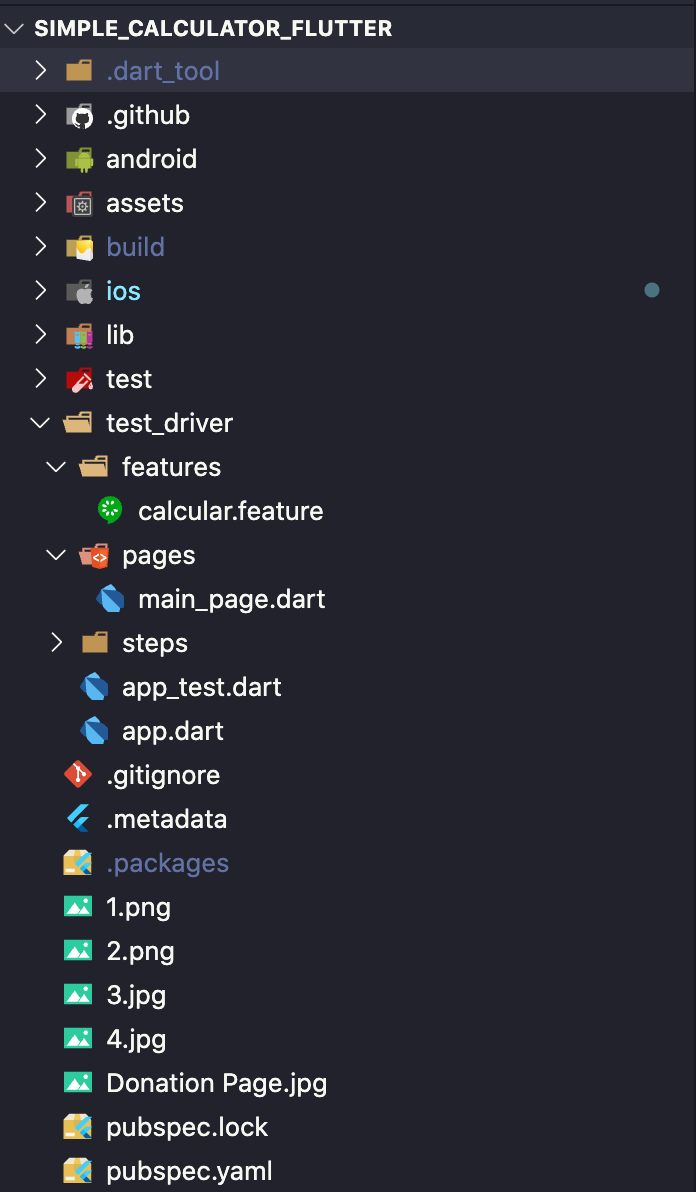 SIMPLE_CALCULATOR_FLUTTER
.dart_tool
.github
android
assets
build
ios
lib
test
test_driver
features
calcular.feature
pages
main_page.dart
steps
app_test.dart
app.dart
.gitignore
.metadata
.packages
1.png
2.png
3.jpg
4.jpg
Donation Page.jpg
pubspec.lock
pubspec.yaml